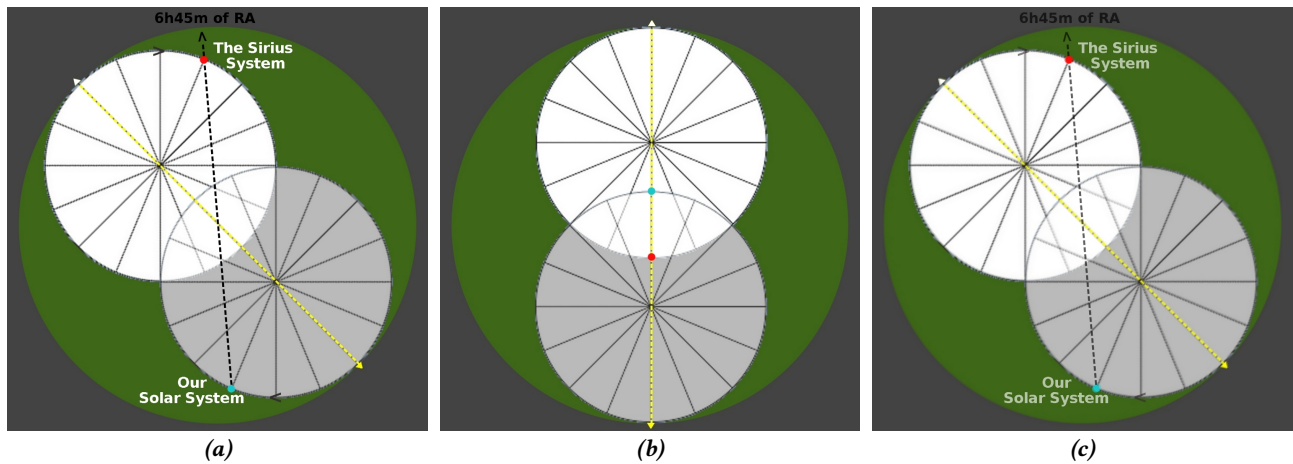 6h45m of RA
The Sirius
System
Our
Solar System
(a)
(b)
6h45m of RA
The Sirius
System
Our
Solar System
(c)